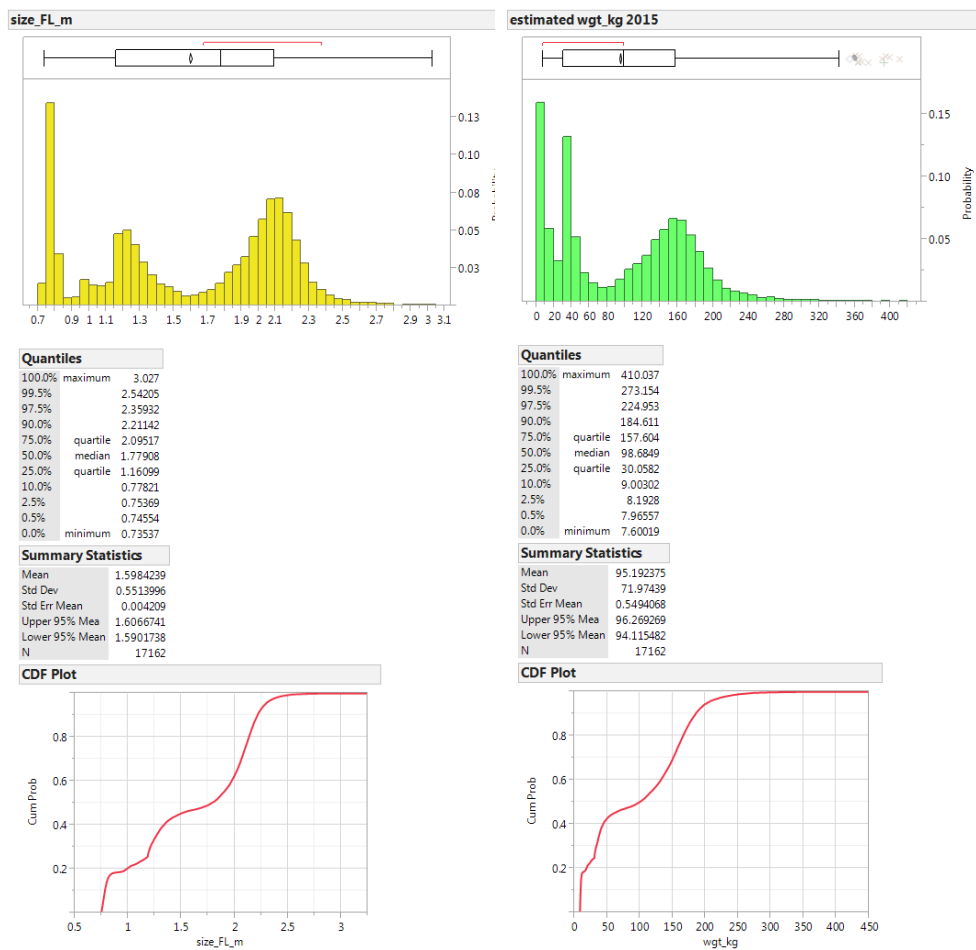 size_FL_m
0.13
0.10
0.08
0.05
0.03
0.7 0.9 1 1.1 1.3 1.5 1.7 1.9 2 2.1 2.3 2.5 2.7 2.9 3 3.1
Quantiles
100.0% maximum 3.027
99.5% 2.54205
97.5% 2.35932
90.0% 2.21142
75.0% quartile 2.09517
50.0% median 1.77908
25.0% quartile 1.16099
10.0% 0.77821
2.5% 0.75369
0.5% 0.74554
0.0% minimum 0.73537
Summary Statistics
Mean 1.5984239
Std Dev 0.5513996
Std Err Mean 0.004209
Upper 95% Mea 1.6066741
Lower 95% Mean 1.5901738
N 17162
CDF Plot
Cum Prob
0.8
0.6
0.4
0.2
0.5 1 1.5 2 2.5 3
size_FL_m
estimated wgt_kg 2015
0.15
0.10
0.05
Probability
0 20 40 60 80 120 160 200 240 280 320 360 400
Quantiles
100.0% maximum 410.037
99.5% 273.154
97.5% 224.953
90.0% 184.611
75.0% quartile 157.604
50.0% median 98.6849
25.0% quartile 30.0582
10.0% 9.00302
2.5% 8.1928
0.5% 7.96557
0.0% minimum 7.60019
Summary Statistics
Mean 95.192375
Std Dev 71.97439
Std Err Mean 0.5494068
Upper 95% Mea 96.269269
Lower 95% Mean 94.115482
N 17162
CDF Plot
Cum Prob
0.8
0.6
0.4
0.2
0 50 100 150 200 250 300 350 400 450
wgt_kg